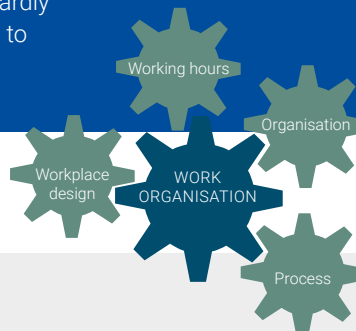 to
Working hours
Organisation
Workplace
design
WORK
ORGANISATION
Process